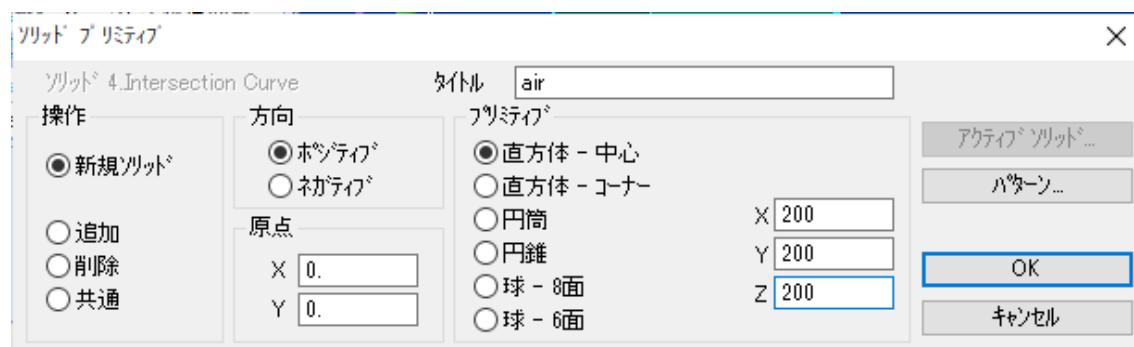 ソリッド プリミティブ
ソリッド 4.Intersection Curve
タイトル air
操作
新規ソリッド
追加
削除
共通
方向
ポジティブ
ネガティブ
原点
X 0.
Y 0.
プリミティブ
直方体 - 中心
直方体 - コーナー
円筒
円錐
球 - 8面
球 - 6面
X 200
Y 200
Z 200
アクティブ ソリッド...
パターン...
OK
キャンセル